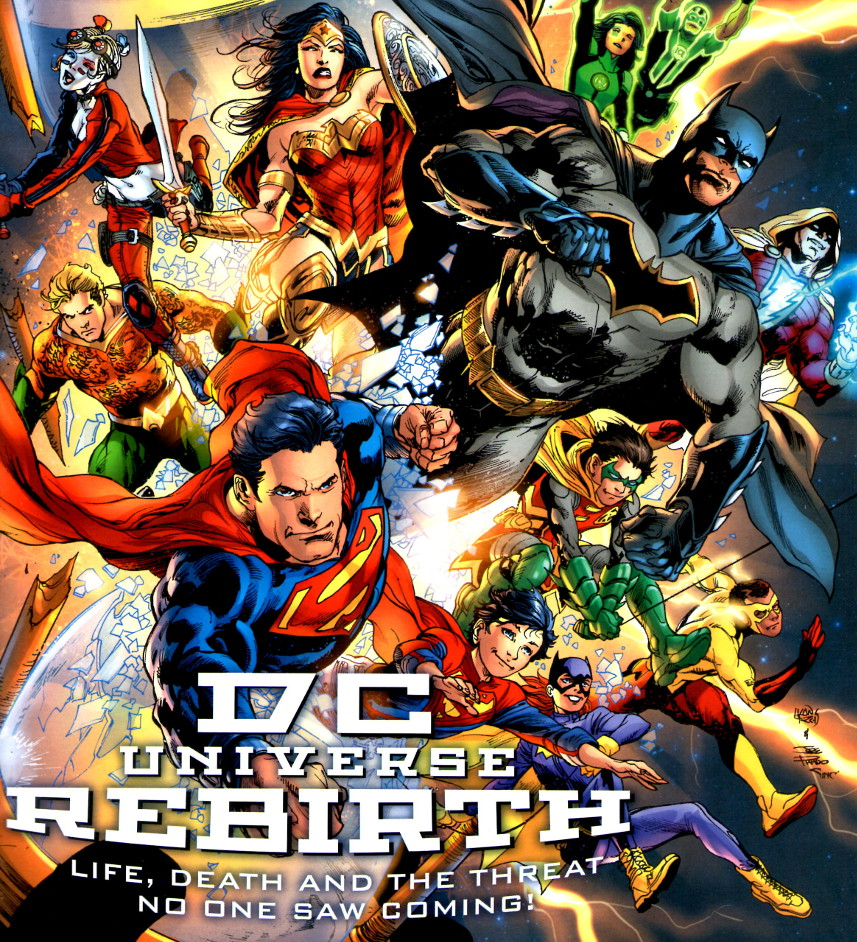 DC
UNIVERSE
REBIRTH
LIFE, DEATH AND THE THREAT
NO ONE SAW COMING!